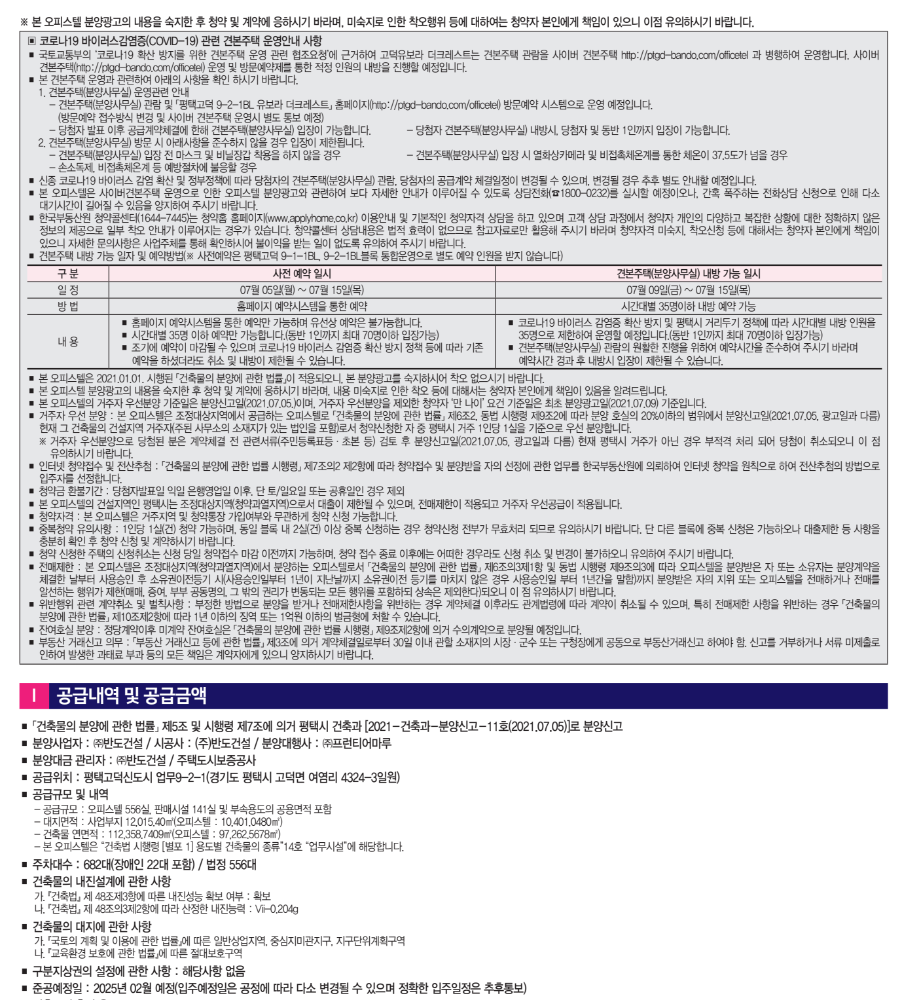 ※ 본 오피스텔 분양광고의 내용을 숙지한 후 청약 및 계약에 응하시기 바라며, 미숙지로 인한 착오행위 등에 대하여는 청약자 본인에게 책임이 있으니 이점 유의하시기 바랍니다.
▣ 코로나19 바이러스감염증(COVID-19) 관련 견본주택 운영안내 사항
■ 국토교통부의 ‘코로나19 확산 방지를 위한 견본주택 운영 관련 협조요청’에 근거하여 고덕유보라 더크레스트는 견본주택 관람을 사이버 견본주택 http://ptgd-bando.com/officetel 과 병행하여 운영합니다. 사이버
견본주택(http://ptgd-bando.com/officetel) 운영 및 방문예약제를 통한 적정 인원의 내방을 진행할 예정입니다.
■ 본 견본주택 운영과 관련하여 아래의 사항을 확인 하시기 바랍니다.
1. 견본주택(분양사무실) 운영관련 안내
- 견본주택(분양사무실) 관람 및 「평택고덕 9-2-1BL 유보라 더크레스트」 홈페이지(http://ptgd-bando.com/officetel) 방문예약 시스템으로 운영 예정입니다.
(방문예약 접수방식 변경 및 사이버 견본주택 운영시 별도 통보 예정)
- 당첨자 발표 이후 공급계약체결에 한해 견본주택(분양사무실) 입장이 가능합니다. - 당첨자 견본주택(분양사무실) 내방시, 당첨자 및 동반 1인까지 입장이 가능합니다.
2. 견본주택(분양사무실) 방문 시 아래사항을 준수하지 않을 경우 입장이 제한됩니다.
- 견본주택(분양사무실) 입장 전 마스크 및 비닐장갑 착용을 하지 않을 경우 - 견본주택(분양사무실) 입장 시 열화상카메라 및 비접촉체온계를 통한 체온이 37.5도가 넘을 경우
- 손소독제, 비접촉체온계 등 예방절차에 불응할 경우
■ 신종 코로나19 바이러스 감염 확산 및 정부정책에 따라 당첨자의 견본주택(분양사무실) 관람, 당첨자의 공급계약 체결일정이 변경될 수 있으며, 변경될 경우 추후 별도 안내할 예정입니다.
■ 본 오피스텔은 사이버견본주택 운영으로 인한 오피스텔 분양광고와 관련하여 보다 자세한 안내가 이루어질 수 있도록 상담전화(☎1800-0232)를 실시할 예정이오나, 간혹 폭주하는 전화상담 신청으로 인해 다소
대기시간이 길어질 수 있음을 양지하여 주시기 바랍니다.
■ 한국부동산원 청약콜센터(1644-7445)는 청약홈 홈페이지(www.applyhome.co.kr) 이용안내 및 기본적인 청약자격 상담을 하고 있으며 고객 상담 과정에서 청약자 개인의 다양하고 복잡한 상황에 대한 정확하지 않은
정보의 제공으로 일부 착오 안내가 이루어지는 경우가 있습니다. 청약콜센터 상담내용은 법적 효력이 없으므로 참고자료로만 활용해 주시기 바라며 청약자격 미숙지, 착오신청 등에 대해서는 청약자 본인에게 책임이
있으니 자세한 문의사항은 사업주체를 통해 확인하시어 불이익을 받는 일이 없도록 유의하여 주시기 바랍니다.
■ 견본주택 내방 가능 일자 및 예약방법(※ 사전예약은 평택고덕 9-1-1BL, 9-2-1BL블록 통합운영으로 별도 예약 인원을 받지 않습니다)
구 분 사전 예약 일시 견본주택(분양사무실) 내방 가능 일시
일 정 07월 05일(월) ~ 07월 15일(목) 07월 09일(금) ~ 07월 15일(목)
방 법 홈페이지 예약시스템을 통한 예약 시간대별 35명이하 내방 예약 가능
내 용
■ 홈페이지 예약시스템을 통한 예약만 가능하며 유선상 예약은 불가능합니다.
■ 시간대별 35명 이하 예약만 가능합니다.(동반 1인까지 최대 70명이하 입장가능)
■ 조기에 예약이 마감될 수 있으며 코로나19 바이러스 감염증 확산 방지 정책 등에 따라 기존
예약을 하셨더라도 취소 및 내방이 제한될 수 있습니다.
■ 코로나19 바이러스 감염증 확산 방지 및 평택시 거리두기 정책에 따라 시간대별 내방 인원을
35명으로 제한하여 운영할 예정입니다.(동반 1인까지 최대 70명이하 입장가능)
■ 견본주택(분양사무실) 관람의 원활한 진행을 위하여 예약시간을 준수하여 주시기 바라며
예약시간 경과 후 내방시 입장이 제한될 수 있습니다.
■ 본 오피스텔은 2021.01.01. 시행된 「건축물의 분양에 관한 법률」이 적용되오니, 본 분양광고를 숙지하시어 착오 없으시기 바랍니다.
■ 본 오피스텔 분양광고의 내용을 숙지한 후 청약 및 계약에 응하시기 바라며, 내용 미숙지로 인한 착오 등에 대해서는 청약자 본인에게 책임이 있음을 알려드립니다.
■ 본 오피스텔의 거주자 우선분양 기준일은 분양신고일(2021.07.05.)이며, 거주자 우선분양을 제외한 청약자 ‘만 나이’ 요건 기준일은 최초 분양광고일(2021.07.09) 기준입니다.
■ 거주자 우선 분양 : 본 오피스텔은 조정대상지역에서 공급하는 오피스텔로 「건축물의 분양에 관한 법률」 제6조2, 동법 시행령 제9조2에 따라 분양 호실의 20%이하의 범위에서 분양신고일(2021.07.05, 광고일과 다름)
현재 그 건축물의 건설지역 거주자(주된 사무소의 소재지가 있는 법인을 포함)로서 청약신청한 자 중 평택시 거주 1인당 1실을 기준으로 우선 분양합니다.
※ 거주자 우선분양으로 당첨된 분은 계약체결 전 관련서류(주민등록표등·초본 등) 검토 후 분양신고일(2021.07.05, 광고일과 다름) 현재 평택시 거주가 아닌 경우 부적격 처리 되어 당첨이 취소되오니 이 점
유의하시기 바랍니다.
■ 인터넷 청약접수 및 전산추첨 : 「건축물의 분양에 관한 법률 시행령」 제7조의2 제2항에 따라 청약접수 및 분양받을 자의 선정에 관한 업무를 한국부동산원에 의뢰하여 인터넷 청약을 원칙으로 하여 전산추첨의 방법으로
입주자를 선정합니다.
■ 청약금 환불기간 : 당첨자발표일 익일 은행영업일 이후. 단 토/일요일 또는 공휴일인 경우 제외
■ 본 오피스텔의 건설지역인 평택시는 조정대상지역(청약과열지역)으로서 대출이 제한될 수 있으며, 전매제한이 적용되고 거주자 우선공급이 적용됩니다.
■ 청약자격 : 본 오피스텔은 거주지역 및 청약통장 가입여부와 무관하게 청약 신청 가능합니다.
■ 중복청약 유의사항 : 1인당 1실(건) 청약 가능하며, 동일 블록 내 2실(건) 이상 중복 신청하는 경우 청약신청 전부가 무효처리 되므로 유의하시기 바랍니다. 단 다른 블록에 중복 신청은 가능하오나 대출제한 등 사항을
충분히 확인 후 청약 신청 및 계약하시기 바랍니다.
■ 청약 신청한 주택의 신청취소는 신청 당일 청약접수 마감 이전까지 가능하며, 청약 접수 종료 이후에는 어떠한 경우라도 신청 취소 및 변경이 불가하오니 유의하여 주시기 바랍니다.
■ 전매제한 : 본 오피스텔은 조정대상지역(청약과열지역)에서 분양하는 오피스텔로서 「건축물의 분양에 관한 법률」 제6조의3제1항 및 동법 시행령 제9조의3에 따라 오피스텔을 분양받은 자 또는 소유자는 분양계약을
체결한 날부터 사용승인 후 소유권이전등기 시(사용승인일부터 1년이 지난날까지 소유권이전 등기를 마치지 않은 경우 사용승인일 부터 1년간을 말함)까지 분양받은 자의 지위 또는 오피스텔을 전매하거나 전매를
알선하는 행위가 제한(매매, 증여, 부부 공동명의, 그 밖의 권리가 변동되는 모든 행위를 포함하되 상속은 제외한다)되오니 이 점 유의하시기 바랍니다.
■ 위반행위 관련 계약취소 및 벌칙사항 : 부정한 방법으로 분양을 받거나 전매제한사항을 위반하는 경우 계약체결 이후라도 관계법령에 따라 계약이 취소될 수 있으며, 특히 전매제한 사항을 위반하는 경우 「건축물의
분양에 관한 법률」 제10조제2항에 따라 1년 이하의 징역 또는 1억원 이하의 벌금형에 처할 수 있습니다.
■ 잔여호실 분양 : 정당계약이후 미계약 잔여호실은 「건축물의 분양에 관한 법률 시행령」 제9조제2항에 의거 수의계약으로 분양될 예정입니다.
■ 부동산 거래신고 의무 : 「부동산 거래신고 등에 관한 법률」 제3조에 의거 계약체결일로부터 30일 이내 관할 소재지의 시장·군수 또는 구청장에게 공동으로 부동산거래신고 하여야 함. 신고를 거부하거나 서류 미제출로
인하여 발생한 과태료 부과 등의 모든 책임은 계약자에게 있으니 양지하시기 바랍니다.
Ⅰ 공급내역 및 공급금액
■ 「건축물의 분양에 관한 법률」 제5조 및 시행령 제7조에 의거 평택시 건축과 [2021-건축과-분양신고-11호(2021.07.05)]로 분양신고
■ 분양사업자 : ㈜반도건설 / 시공사 : (주)반도건설 / 분양대행사 : ㈜프런티어마루
■ 분양대금 관리자 : ㈜반도건설 / 주택도시보증공사
■ 공급위치 : 평택고덕신도시 업무9-2-1(경기도 평택시 고덕면 여염리 4324-3일원)
■ 공급규모 및 내역
- 공급규모 : 오피스텔 556실, 판매시설 141실 및 부속용도의 공용면적 포함
- 대지면적 : 사업부지 12,015.40㎡(오피스텔 : 10,401.0480㎡)
- 건축물 연면적 : 112,358.7409㎡(오피스텔 : 97,262.5678㎡)
- 본 오피스텔은 “건축법 시행령 [별표 1] 용도별 건축물의 종류”14호 “업무시설”에 해당합니다.
■ 주차대수 : 682대(장애인 22대 포함) / 법정 556대
■ 건축물의 내진설계에 관한 사항
가. 『건축법』 제 48조제3항에 따른 내진성능 확보 여부 : 확보
나. 『건축법』 제 48조의3제2항에 따라 산정한 내진능력 : Vii-0.204g
■ 건축물의 대지에 관한 사항
가. 『국토의 계획 및 이용에 관한 법률』에 따른 일반상업지역, 중심지미관지구, 지구단위계획구역
나. 『교육환경 보호에 관한 법률』에 따른 절대보호구역
■ 구분지상권의 설정에 관한 사항 : 해당사항 없음
■ 준공예정일 : 2025년 02월 예정(입주예정일은 공정에 따라 다소 변경될 수 있으며 정확한 입주일정은 추후통보)